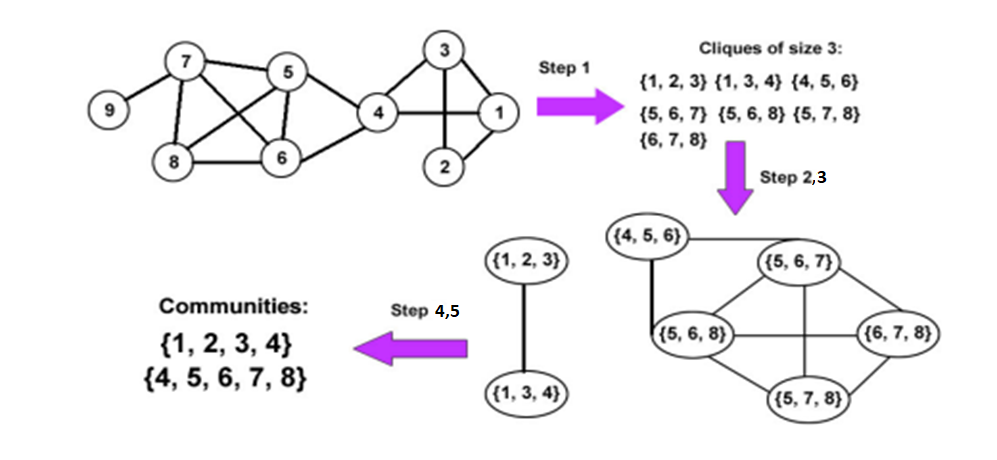 7
5
3
9
4
1
8
6
2
Step 1
Cliques of size 3:
{1, 2, 3} {1, 3, 4} {4, 5, 6}
{5, 6, 7} {5, 6, 8} {5, 7, 8}
{6, 7, 8}
Step 2,3
{4, 5, 6}
{5, 6, 7}
{5, 6, 8}
{6, 7, 8}
{5, 7, 8}
{1, 2, 3}
{1, 3, 4}
Step 4,5
Communities:
{1, 2, 3, 4}
{4, 5, 6, 7, 8}